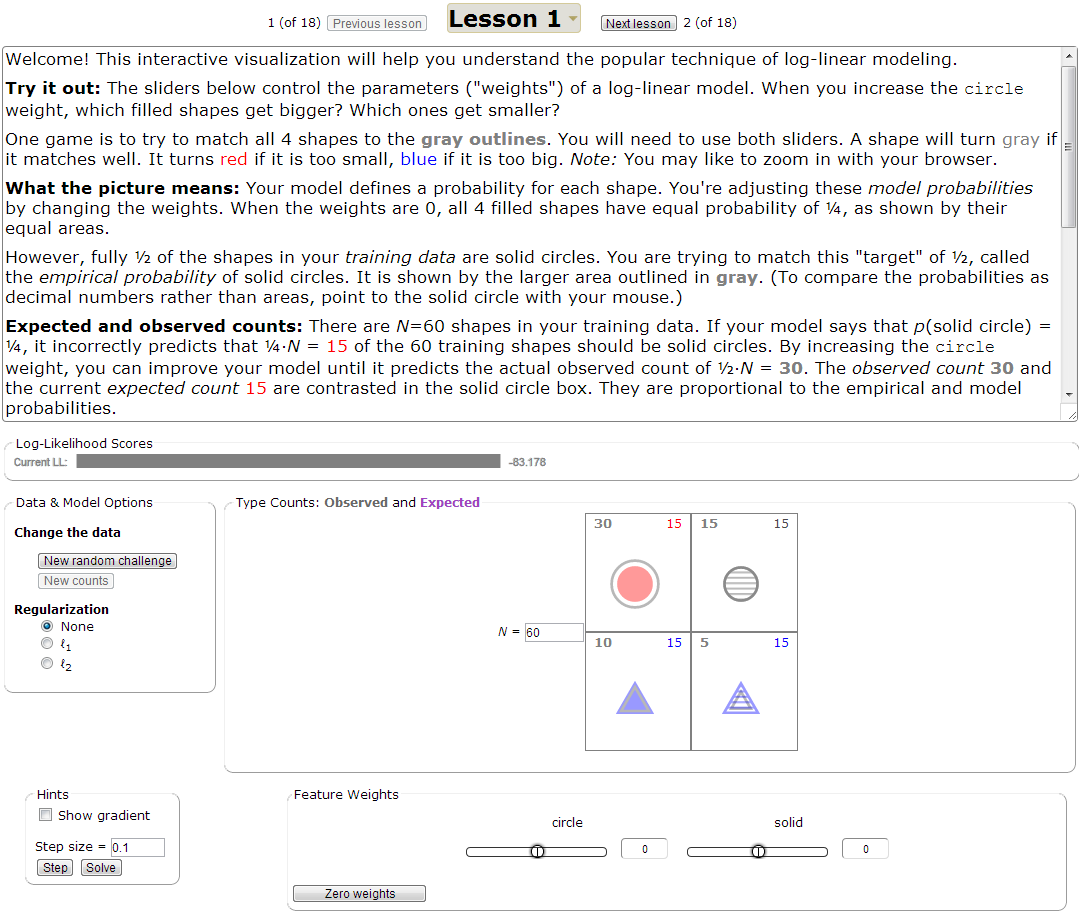 1 (of 18) Previous lesson Lesson 1 Next lesson 2 (of 18)
Welcome! This interactive visualization will help you understand the popular technique of log-linear modeling.
Try it out: The sliders below control the parameters ("weights") of a log-linear model. When you increase the circle
weight, which filled shapes get bigger? Which ones get smaller?
One game is to try to match all 4 shapes to the gray outlines. You will need to use both sliders. A shape will turn gray if
it matches well. It turns red if it is too small, blue if it is too big. Note: You may like to zoom in with your browser.
What the picture means: Your model defines a probability for each shape. You're adjusting these model probabilities
by changing the weights. When the weights are 0, all 4 filled shapes have equal probability of ¼, as shown by their
equal areas.
However, fully ½ of the shapes in your training data are solid circles. You are trying to match this "target" of ½, called
the empirical probability of solid circles. It is shown by the larger area outlined in gray. (To compare the probabilities as
decimal numbers rather than areas, point to the solid circle with your mouse.)
Expected and observed counts: There are N=60 shapes in your training data. If your model says that p(solid circle) =
¼, it incorrectly predicts that ¼·N = 15 of the 60 training shapes should be solid circles. By increasing the circle
weight, you can improve your model until it predicts the actual observed count of ½·N = 30. The observed count 30 and
the current expected count 15 are contrasted in the solid circle box. They are proportional to the empirical and model
probabilities.
Log-Likelihood Scores
Current LL: -83.178
Data & Model Options
Change the data
New random challenge
New counts
Regularization
None
ℓ1
ℓ2
Type Counts: Observed and Expected
30 15 15 15
N = 60
10 15 5 15
Hints
Show gradient
Step size = 0.1
Step Solve
Feature Weights
circle solid
0 0
Zero weights